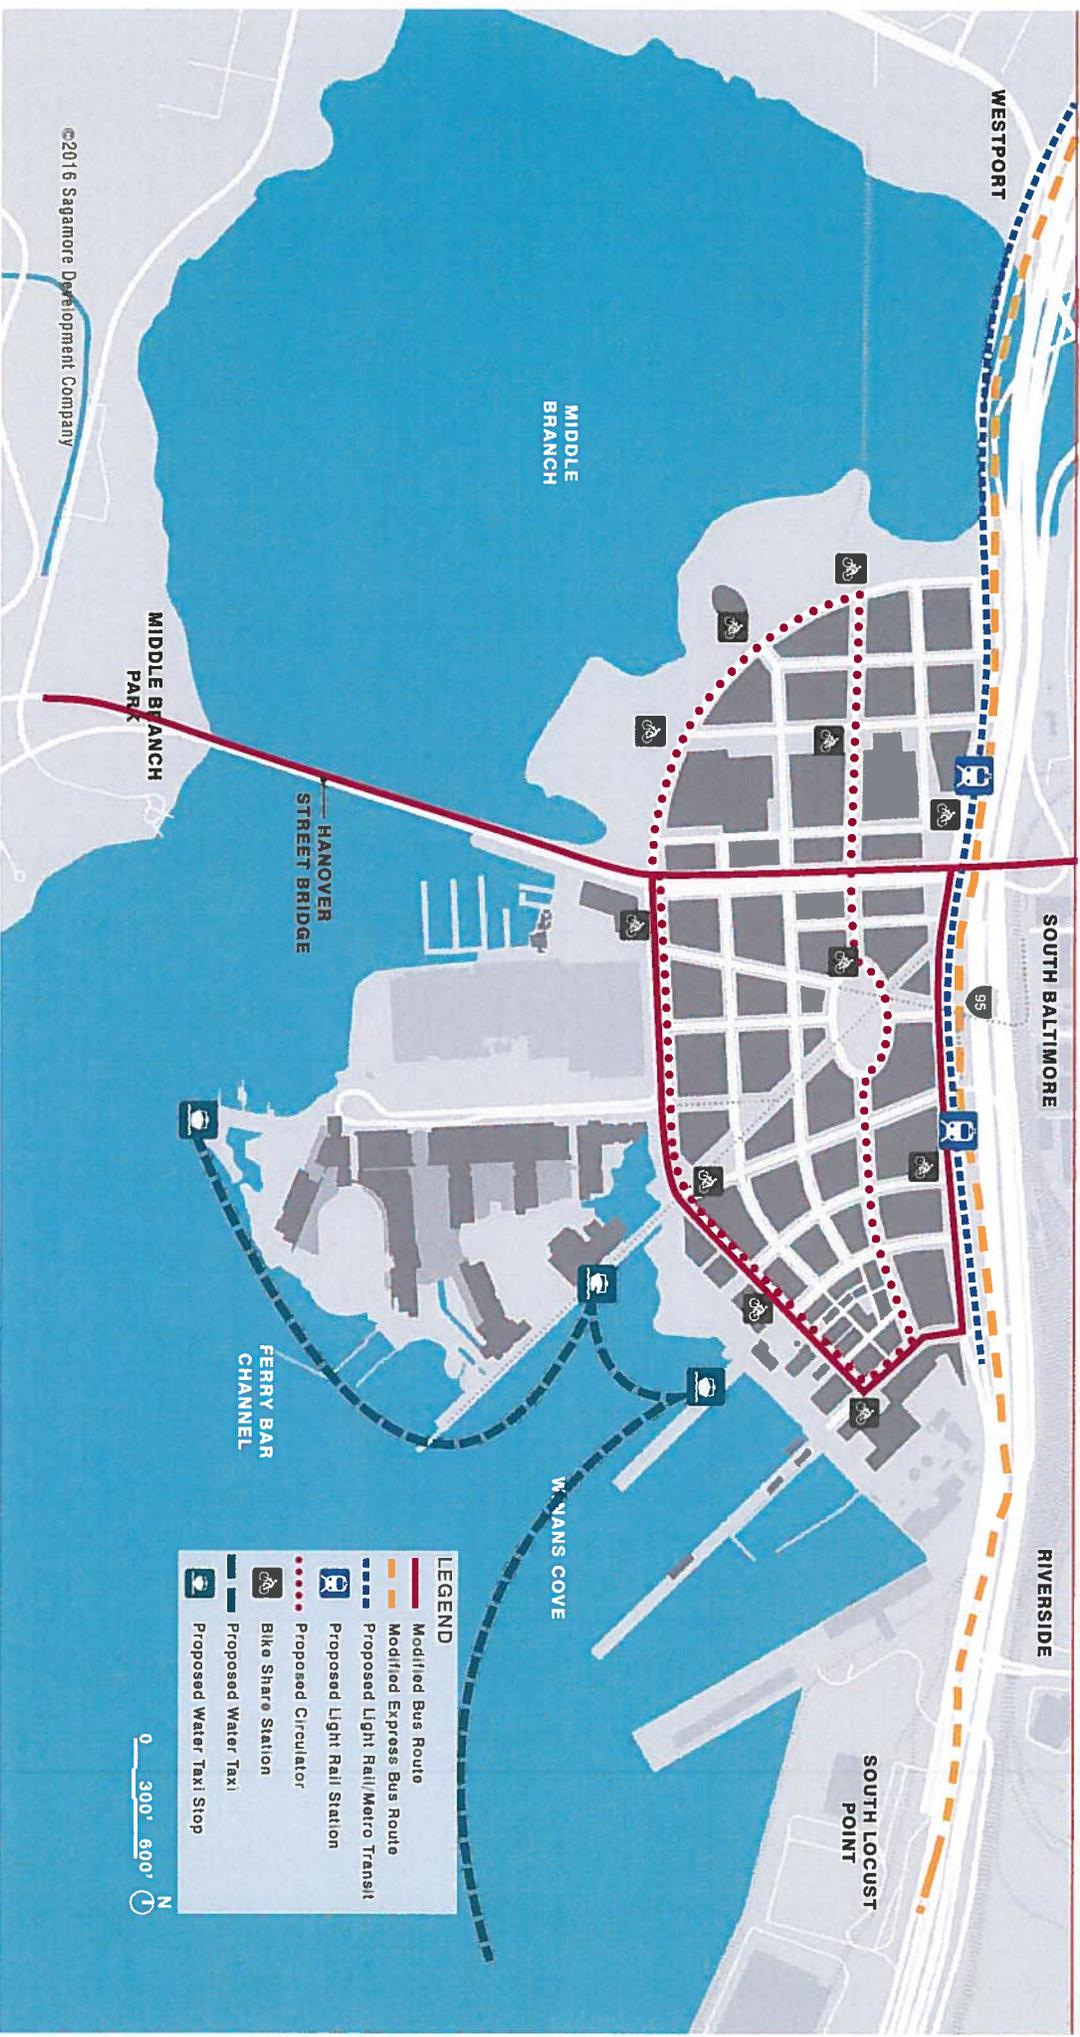 WESTPORT
SOUTH BALTIMORE
RIVERSIDE
95
SOUTH LOCUST
POINT
MIDDLE
BRANCH
WINANS COVE
HANOVER
STREET BRIDGE
FERRY BAR
CHANNEL
MIDDLE BRANCH
PARK
©2016 Sagamore Development Company
LEGEND
Modified Bus Route
Modified Express Bus Route
Proposed Light Rail/Metro Transit
Proposed Light Rail Station
Proposed Circulator
Bike Share Station
Proposed Water Taxi
Proposed Water Taxi Stop
0 300' 600'
N